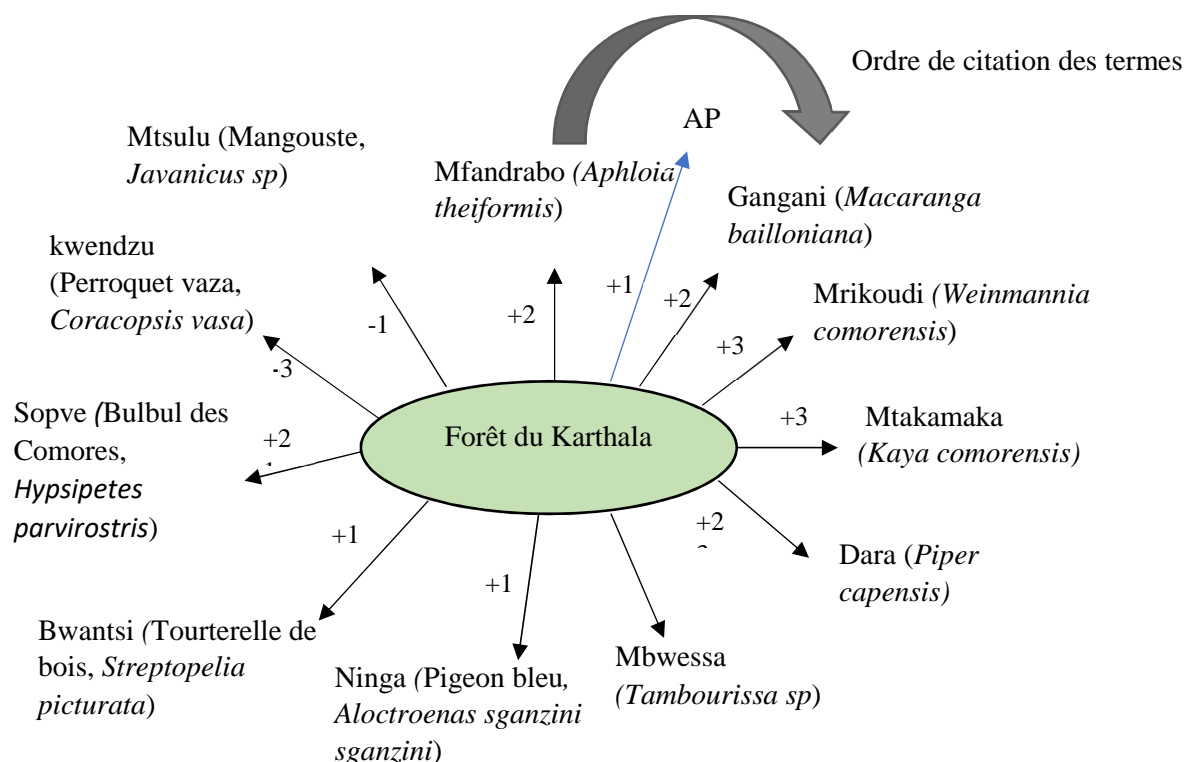 Ordre de citation des termes
AP
Mtsulu (Mangouste,
Javanicus sp)
Mfandrabo (Aphloia
theiformis)
Gangani (Macaranga
bailloniana)
kwendzu
(Perroquet vaza,
Coracopsis vasa)
Mrikoudi (Weinmannia
comorensis)
+1
+2
+2
-1
+3
-3
Sopve (Bulbul des
Comores,
Hypsipetes
parvirostris)
+2
Forêt du Karthala
+3
Mtakamaka
(Kaya comorensis)
+2
+1
+1
Dara (Piper
capensis)
Bwantsi (Tourterelle de
bois, Streptopelia
picturata)
Ninga (Pigeon bleu,
Aloctroenas sganzini
sganzini)
Mbwessa
(Tambourissa sp)